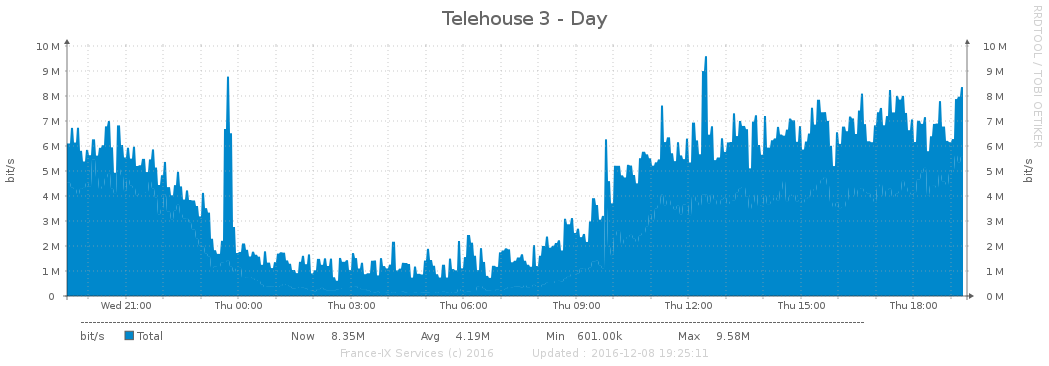 Telehouse 3 - Day
RRDTOOL / TOBI OETIKER
bit/s
10 M 10 M
9 M 9 M
8 M 8 M
7 M 7 M
6 M 6 M
5 M 5 M
4 M 4 M
3 M 3 M
2 M 2 M
1 M 1 M
0 0 M
bit/s
Wed 21:00 Thu 00:00 Thu 03:00 Thu 06:00 Thu 09:00 Thu 12:00 Thu 15:00 Thu 18:00
bit/s Total Now 8.35M Avg 4.19M Min 601.00k Max 9.58M
France-IX Services (c) 2016 Updated : 2016-12-08 19:25:11